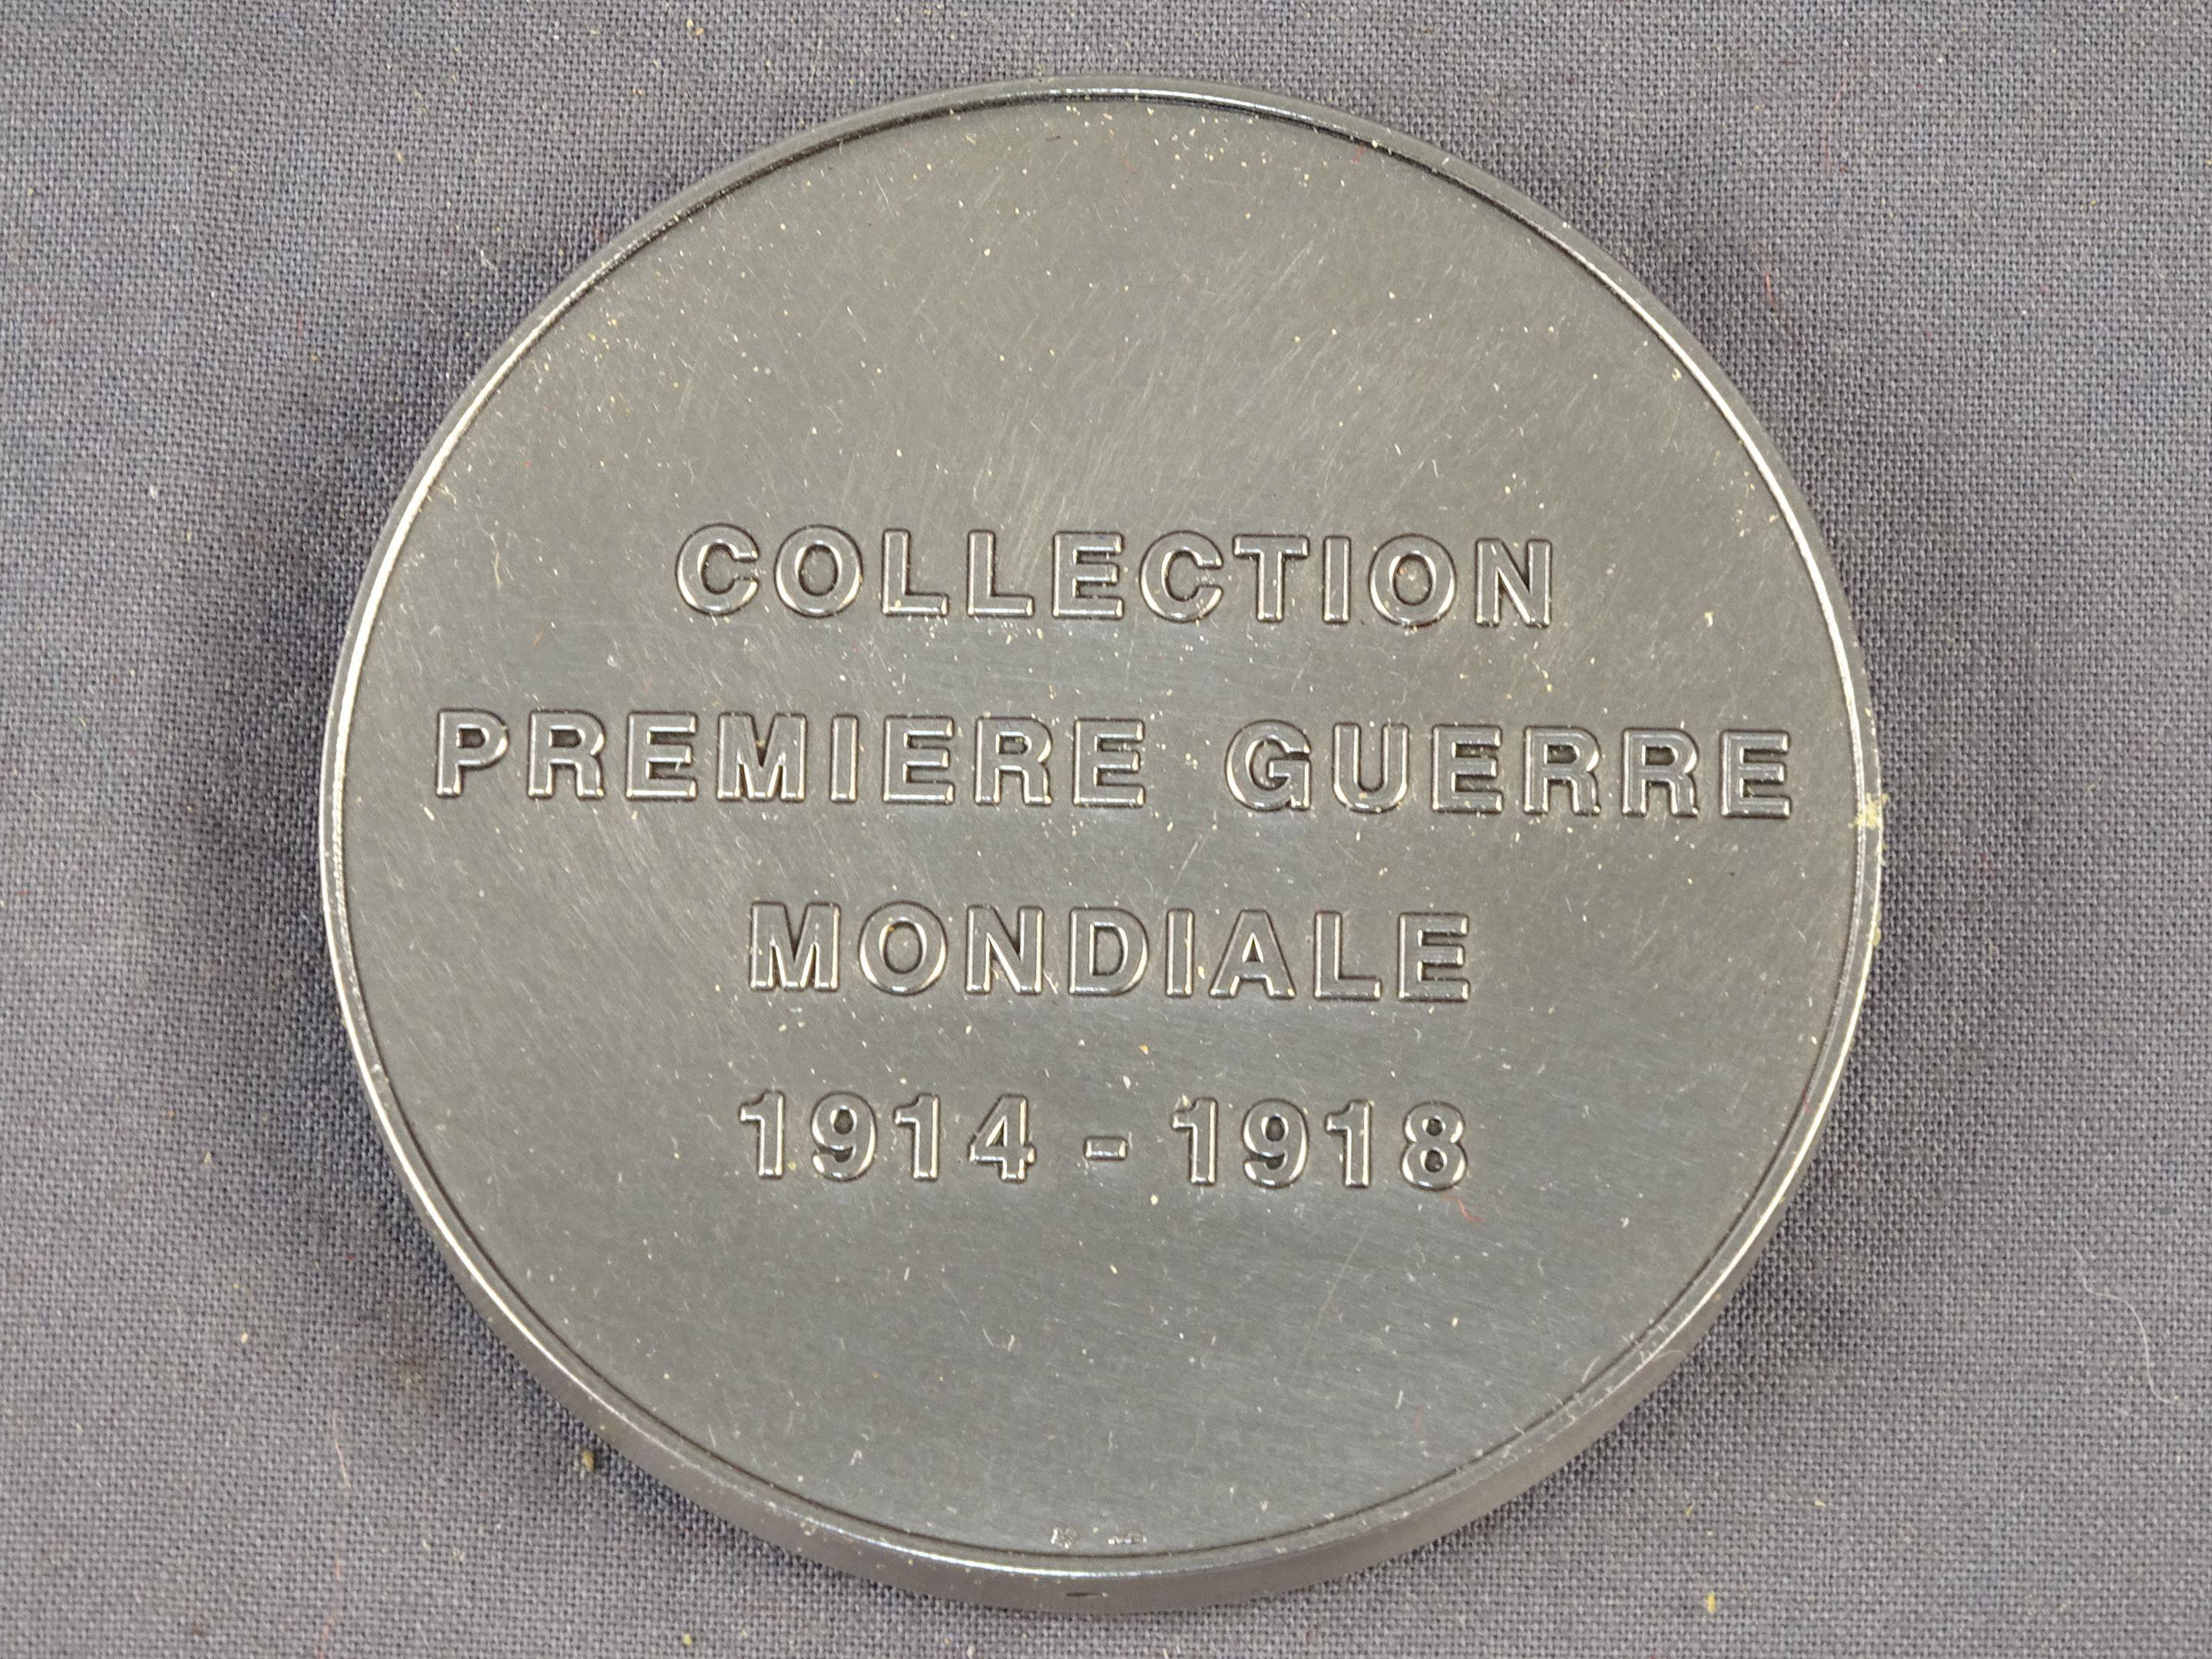 COLLECTION
PREMIERE GUERRE
MONDIALE
1914 - 1918